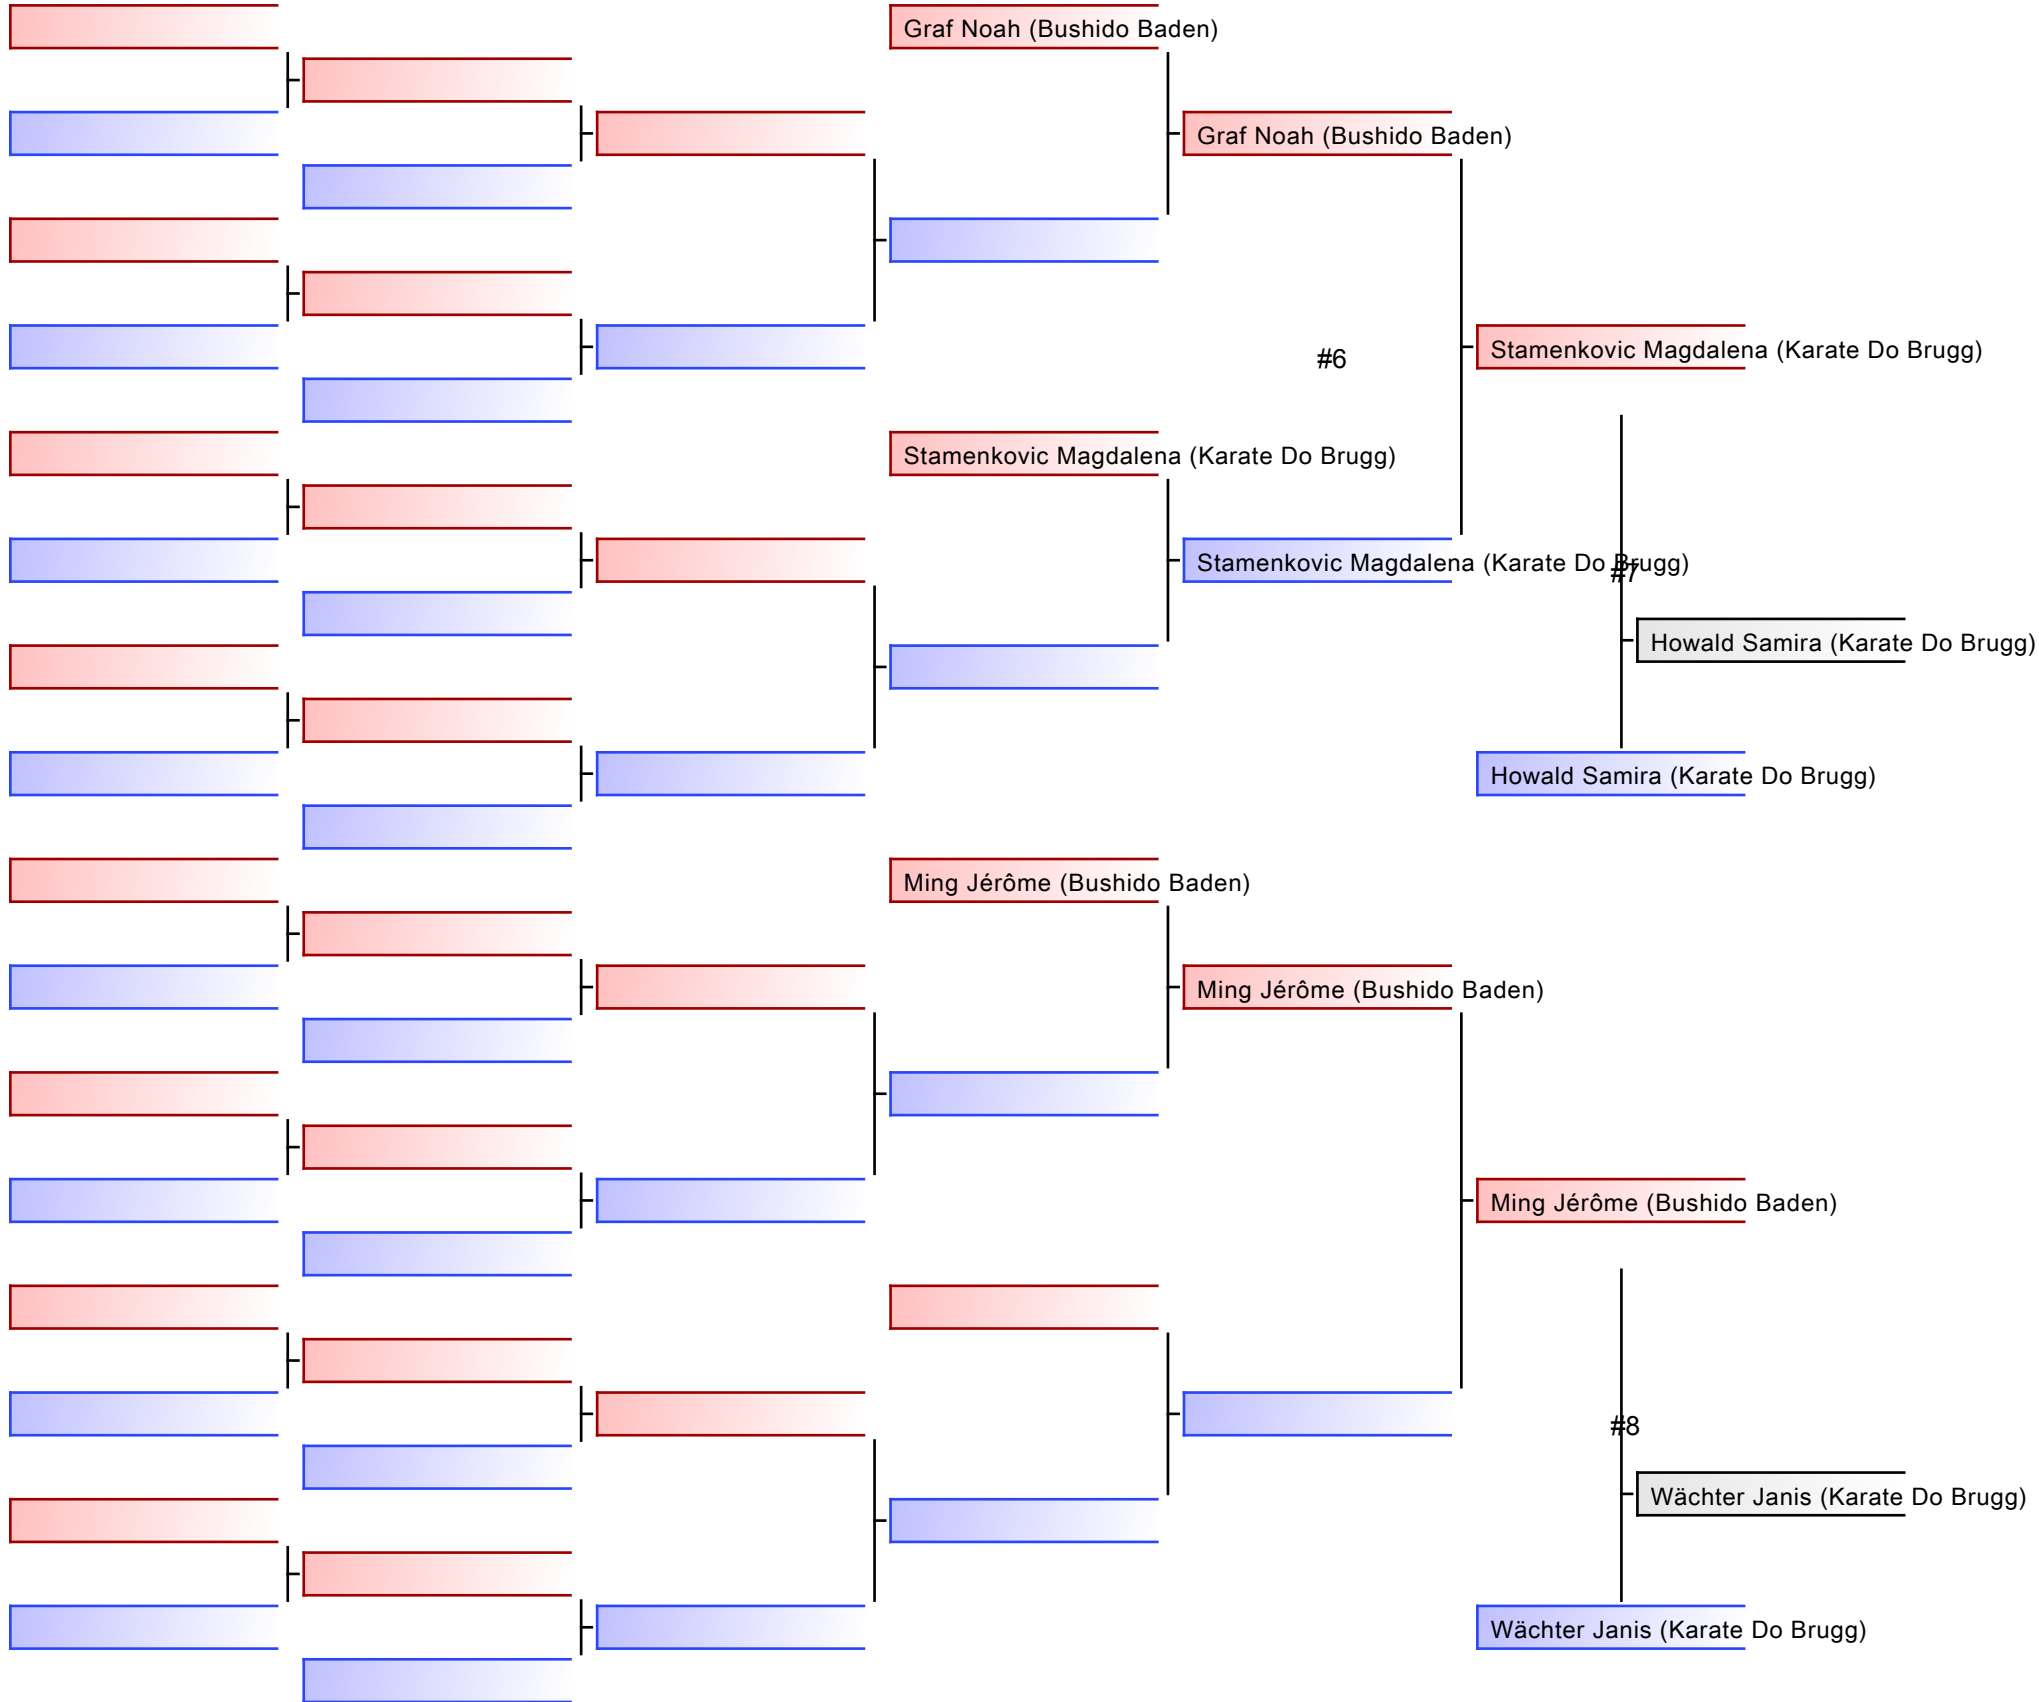 Graf Noah (Bushido Baden)
Graf Noah (Bushido Baden)
#6
Stamenkovic Magdalena (Karate Do Brugg)
Stamenkovic Magdalena (Karate Do Brugg)
Stamenkovic Magdalena (Karate Do Brugg)
#7
Howald Samira (Karate Do Brugg)
Howald Samira (Karate Do Brugg)
Ming Jérôme (Bushido Baden)
Ming Jérôme (Bushido Baden)
Ming Jérôme (Bushido Baden)
#8
Wächter Janis (Karate Do Brugg)
Wächter Janis (Karate Do Brugg)